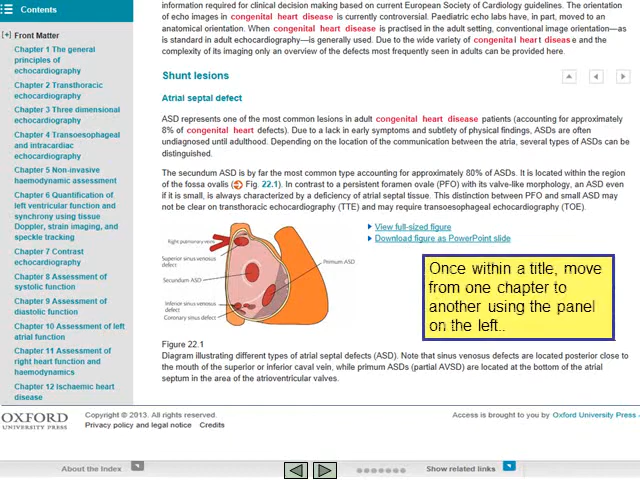 Contents
Front Matter
Chapter 1 The general
principles of
echocardiography
Chapter 2 Transthoracic
echocardiography
Chapter 3 Three dimensional
echocardiography
Chapter 4 Transoesophageal
and intracardiac
echocardiography
Chapter 5 Non-invasive
haemodynamic assessment
Chapter 6 Quantification of
left ventricular function and
synchrony using tissue
Doppler, strain imaging, and
speckle tracking
Chapter 7 Contrast
echocardiography
Chapter 8 Assessment of
systolic function
Chapter 9 Assessment of
diastolic function
Chapter 10 Assessment of left
atrial function
Chapter 11 Assessment of
right heart function and
haemodynamics
Chapter 12 Ischaemic heart
disease
information required for clinical decision making based on current European Society of Cardiology guidelines. The orientation
of echo images in congenital heart disease is currently controversial. Paediatric echo labs have, in part, moved to an
anatomical orientation. When congenital heart disease is practised in the adult setting, conventional image orientation—as
is standard in adult echocardiography—is generally used. Due to the wide variety of congenital heart diseas e and the
complexity of its imaging only an overview of the defects most frequently seen in adults can be provided here.
Shunt lesions
Atrial septal defect
ASD represents one of the most common lesions in adult congenital heart disease patients (accounting for approximately
8% of congenital heart defects). Due to a lack in early symptoms and subtlety of physical findings, ASDs are often
undiagnosed until adulthood. Depending on the location of the communication between the atria, several types of ASD can be
distinguished.
The secundum ASD is by far the most common type accounting for approximately 80% of ASDs. It is located within the region
of the fossa ovalis ( Fig. 22.1). In contrast to a persistent foramen ovale (PFO) with its valve-like morphology, an ASD even
if it is small, is always characterized by a deficiency of atrial septal tissue. This distinction between PFO and small ASD may
not be clear on transthoracic echocardiography (TTE) and may require transoesophageal echocardiography (TOE).
Right pulmonary vein
Superior sinus venosus
defect
Secundum ASD
Primum ASD
Inferior sinus venosus
defect
Coronary sinus defect
View full-sized figure
Download figure as PowerPoint slide
Once within a title, move
from one chapter to
another using the panel
on the left..
Figure 22.1
Diagram illustrating different types of atrial septal defects (ASD). Note that sinus venosus defects are located posterior close to
the mouth of the superior or inferior caval vein, while primum ASDs (partial AVSD) are located at the bottom of the atrial
septum in the area of the atrioventricular valves.
OXFORD
UNIVERSITY PRESS
Copyright © 2013. All rights reserved.
Privacy policy and legal notice Credits
Access is brought to you by Oxford University Press
About the Index
Show related links